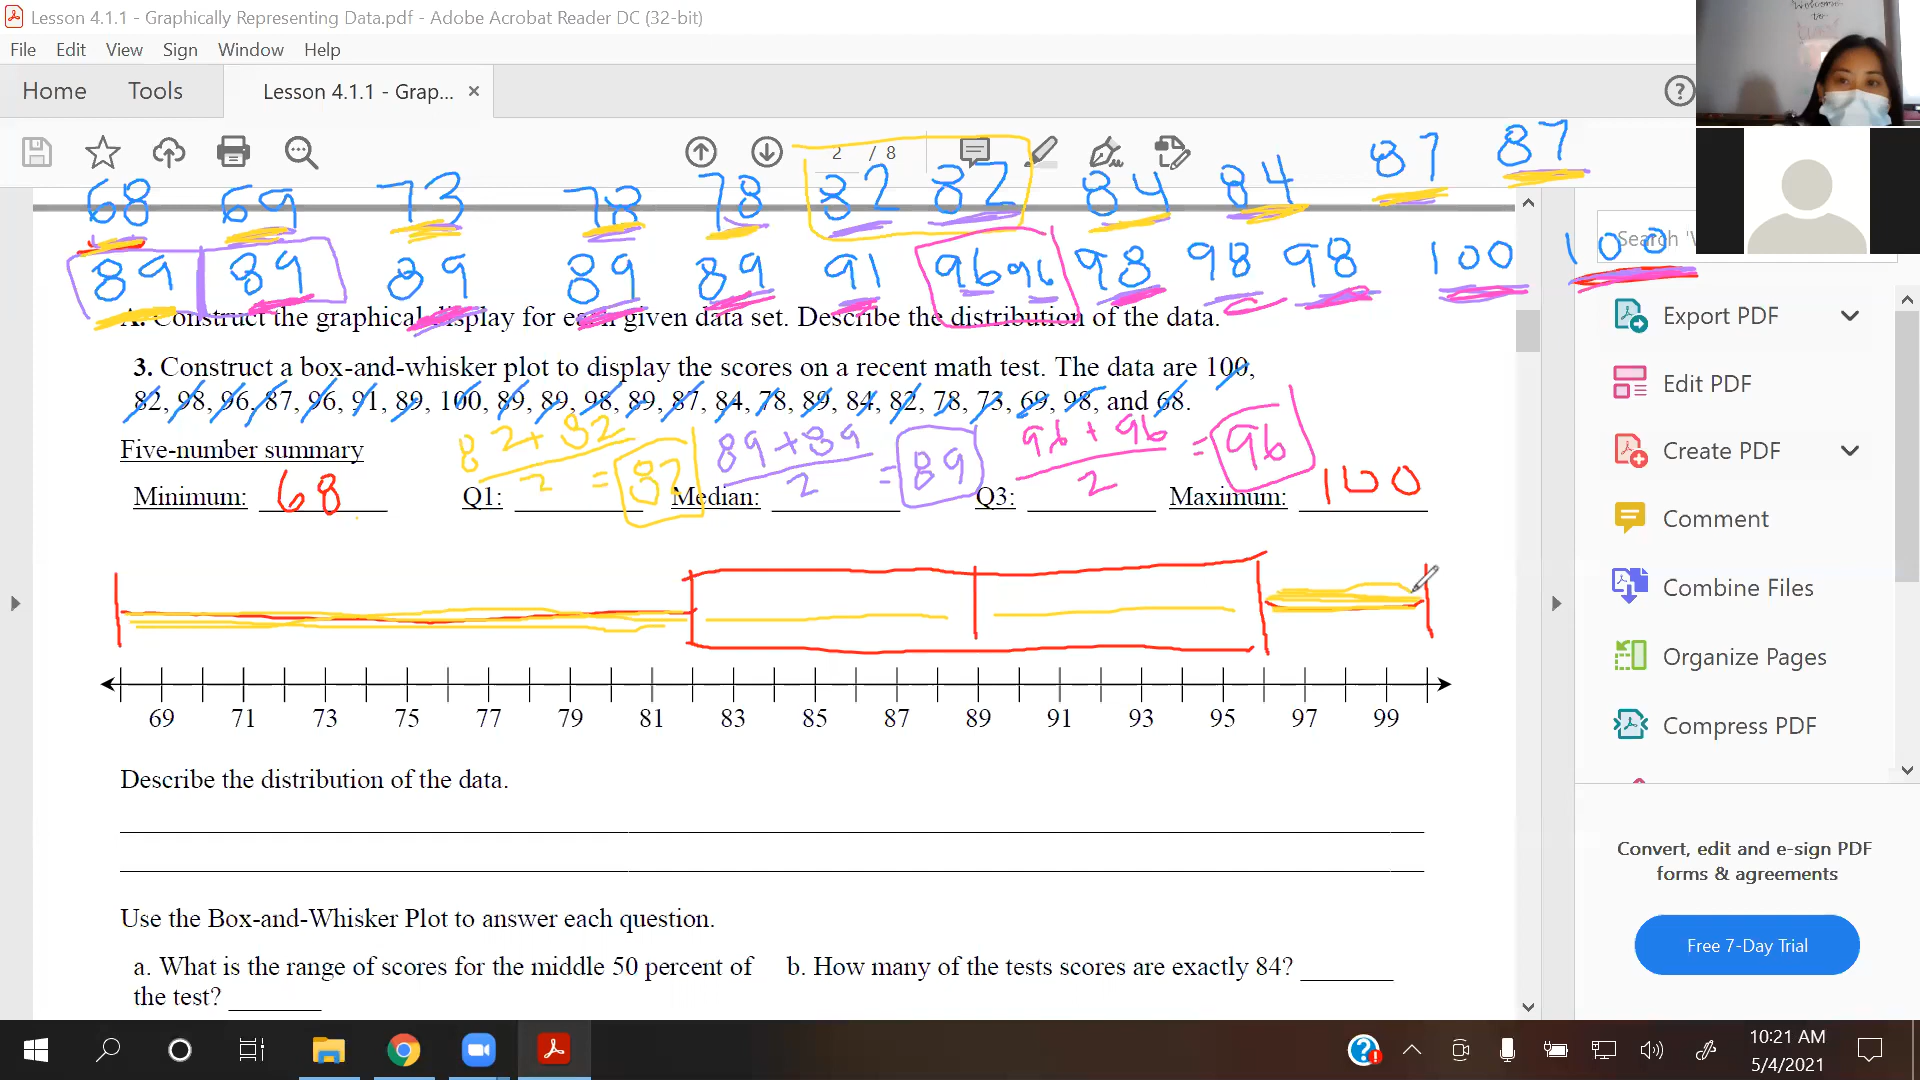 Lesson 4.1.1 - Graphically Representing Data.pdf - Adobe Acrobat Reader DC (32-bit)
File Edit View Sign Window Help
Home Tools Lesson 4.1.1 - Grap... ×
?
Welcome
to
2 / 8
87 87
68 69 73 78 78 82 82 84 84
89 89 89 89 89 91 96 96 98 98 98 100 100
Search
A. Construct the graphical display for each given data set. Describe the distribution of the data.
3. Construct a box-and-whisker plot to display the scores on a recent math test. The data are 100,
82, 98, 96, 87, 96, 91, 89, 100, 89, 89, 98, 89, 87, 84, 78, 89, 84, 82, 78, 73, 69, 98, and 68.
82+82/2 = 82
89+89/2 = 89
96+96/2 = 96
Five-number summary
Minimum: 68 Q1: Median: Q3: Maximum: 100
69 71 73 75 77 79 81 83 85 87 89 91 93 95 97 99
Describe the distribution of the data.
Use the Box-and-Whisker Plot to answer each question.
a. What is the range of scores for the middle 50 percent of
the test? ______
b. How many of the tests scores are exactly 84? ______
Export PDF
Edit PDF
Create PDF
Comment
Combine Files
Organize Pages
Compress PDF
Convert, edit and e-sign PDF
forms & agreements
Free 7-Day Trial
10:21 AM
5/4/2021